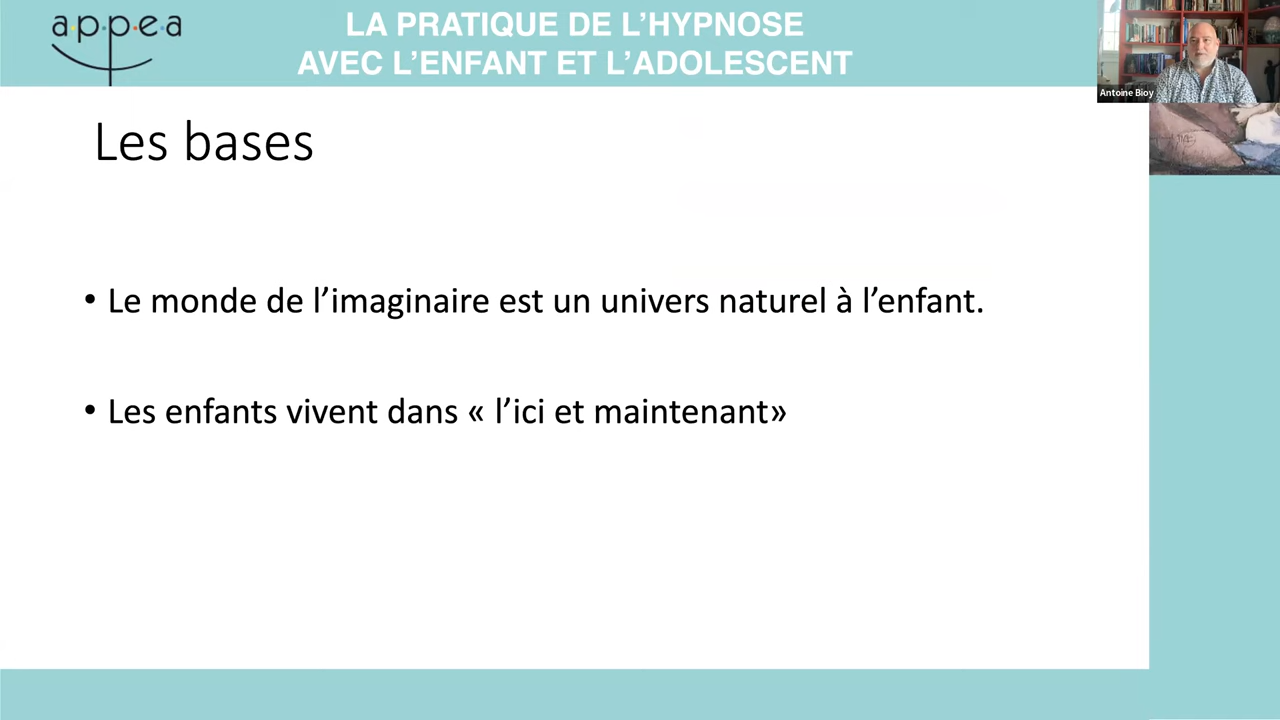 a·p·p·e·a
LA PRATIQUE DE L’HYPNOSE
AVEC L’ENFANT ET L’ADOLESCENT
Antoine Bioy
Les bases
• Le monde de l’imaginaire est un univers naturel à l’enfant.
• Les enfants vivent dans « l’ici et maintenant»